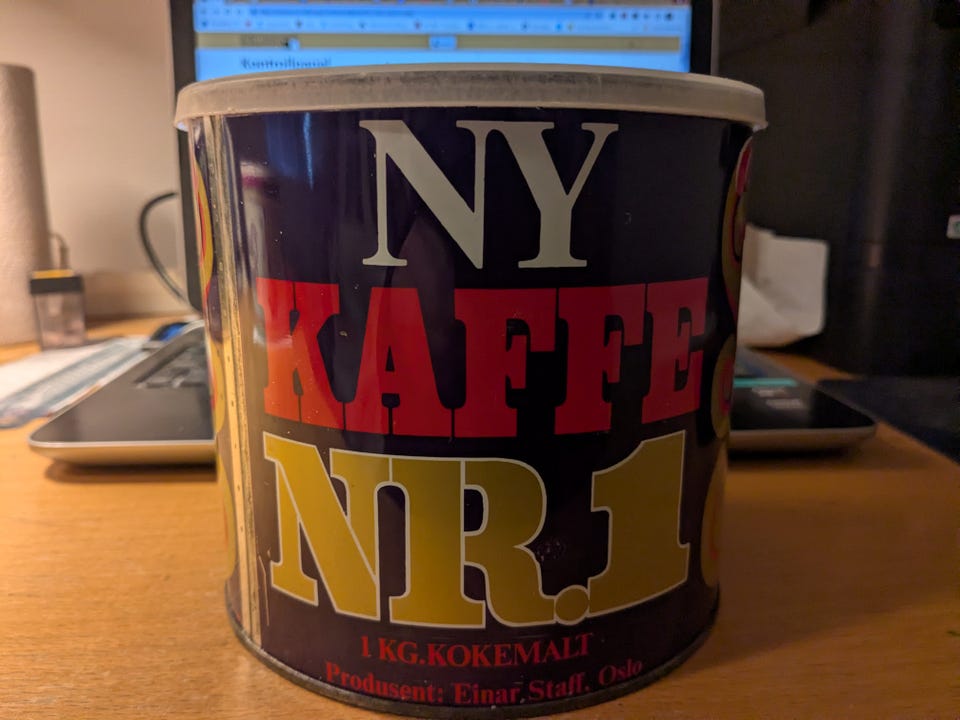 NY
KAFFE
NR.1
1 KG.KOKEMALT
Produsent: Einar Staff, Oslo